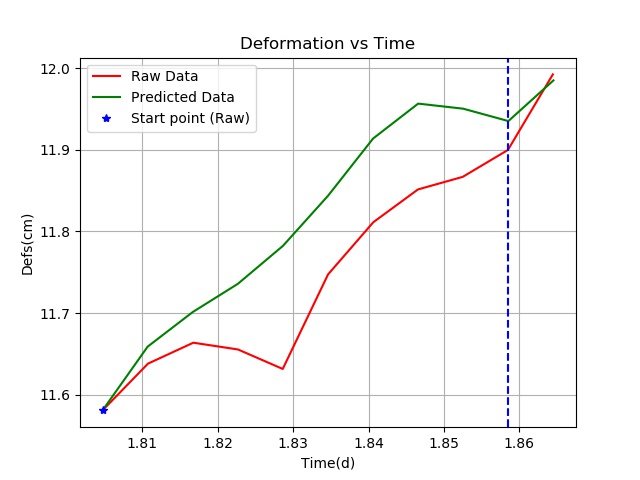 Deformation vs Time
Raw Data
Predicted Data
Start point (Raw)
12.0
11.9
11.8
11.7
11.6
Defs(cm)
1.81 1.82 1.83 1.84 1.85 1.86
Time(d)